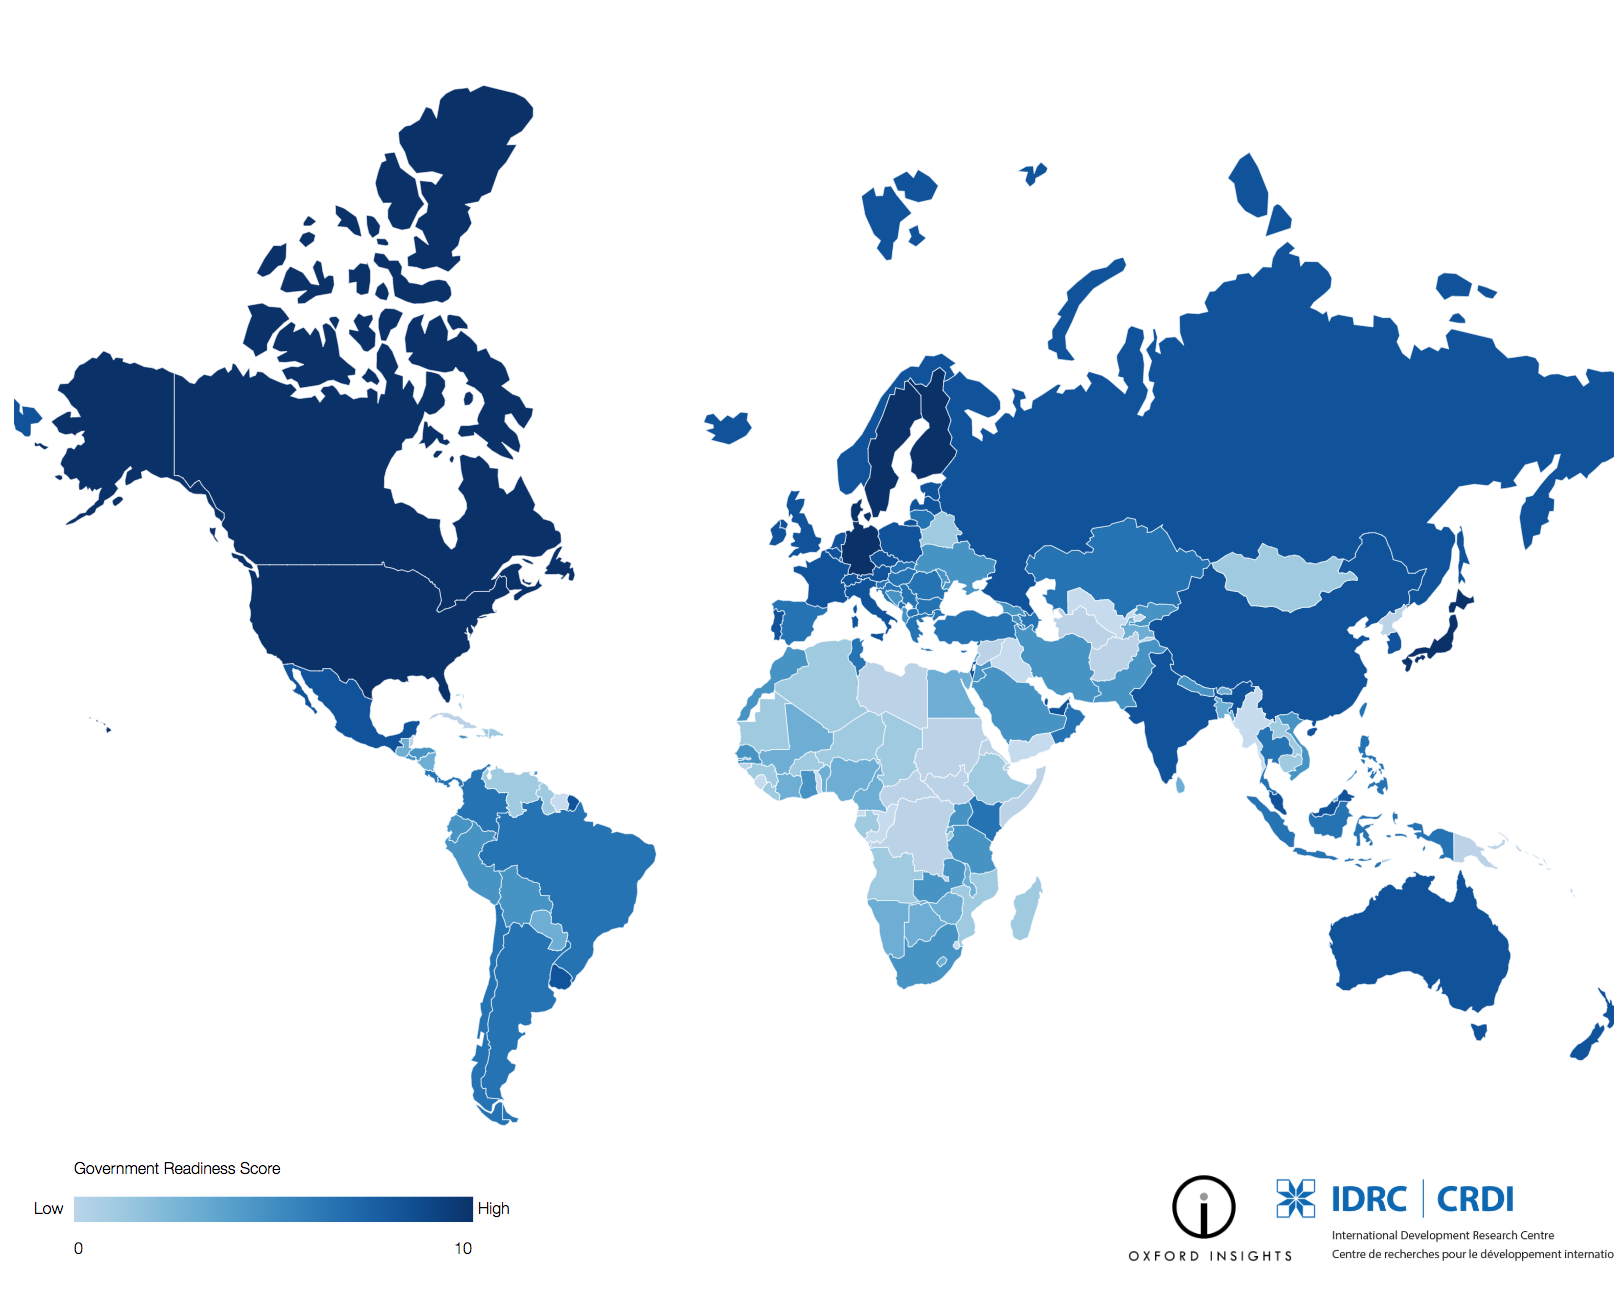 Government Readiness Score
Low
High
0
10
OXFORD INSIGHTS
IDRC | CRDI
International Development Research Centre
Centre de recherches pour le développement internatio